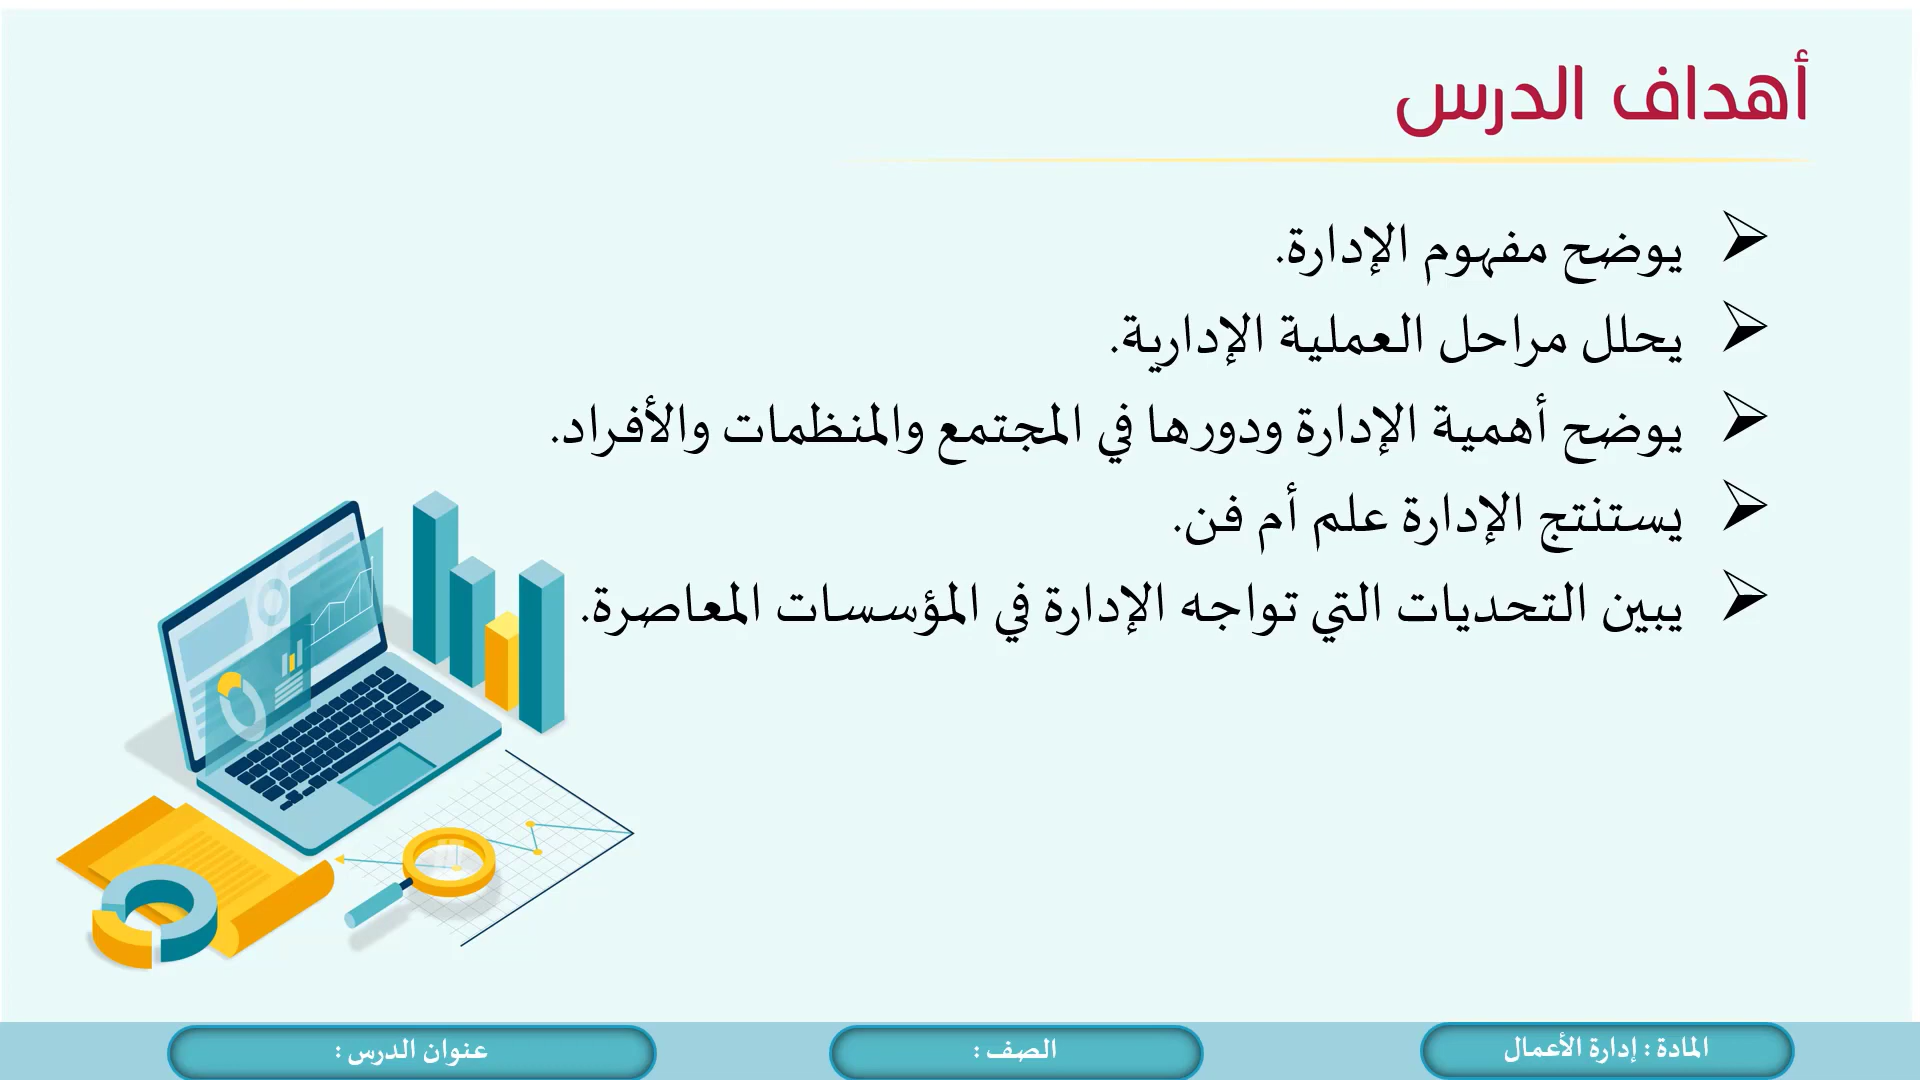 أهداف الدرس
يوضح مفهوم الإدارة.
يحلل مراحل العملية الإدارية.
يوضح أهمية الإدارة ودورها في المجتمع والمنظمات والأفراد.
يستنتج الإدارة علم أم فن.
يبين التحديات التي تواجه الإدارة في المؤسسات المعاصرة.
المادة : إدارة الأعمال
الصف :
عنوان الدرس :